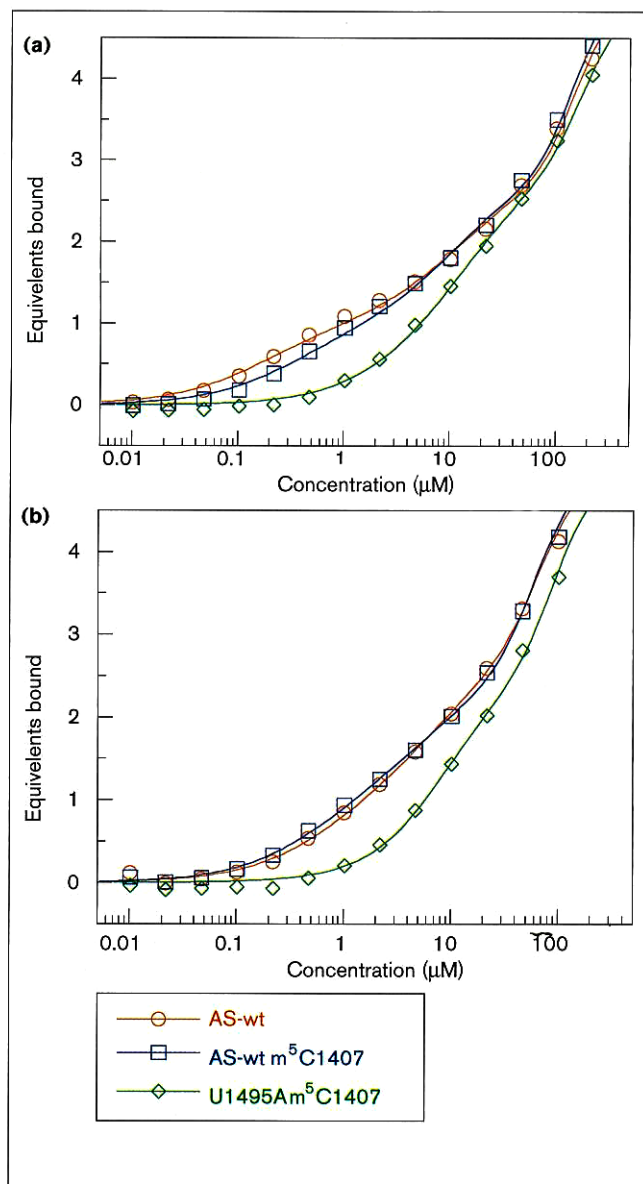 (a)
4
3
2
1
0
Equivelents bound
0.01 0.1 1 10 100
Concentration (μM)
(b)
4
3
2
1
0
Equivelents bound
0.01 0.1 1 10 100
Concentration (μM)
AS-wt
AS-wt m⁵C1407
U1495Am⁵C1407